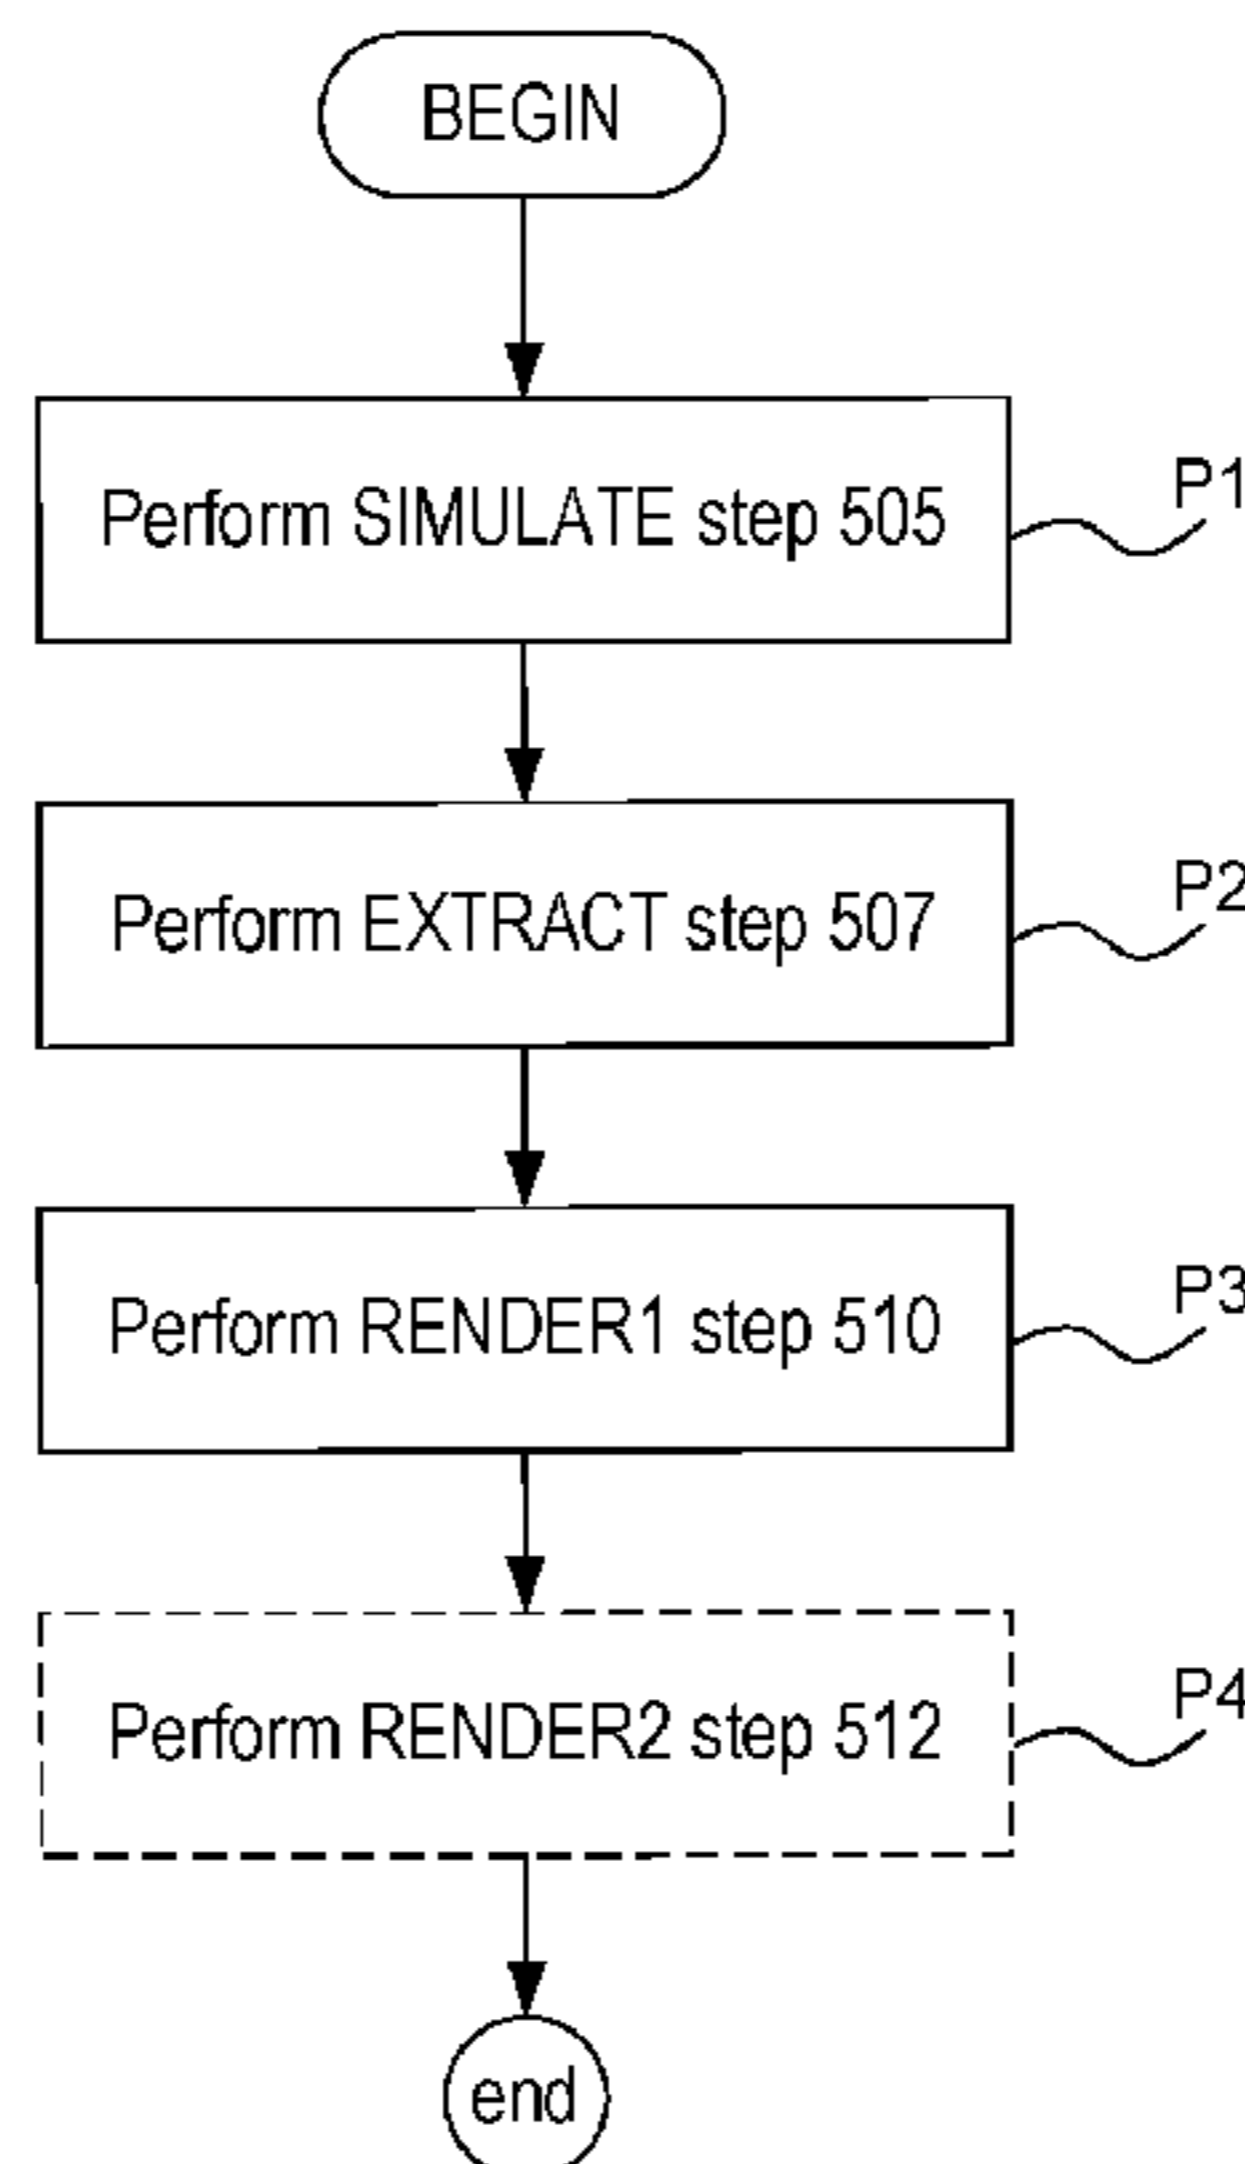 BEGIN
Perform SIMULATE step 505
P1
Perform EXTRACT step 507
P2
Perform RENDER1 step 510
P3
Perform RENDER2 step 512
P4
end